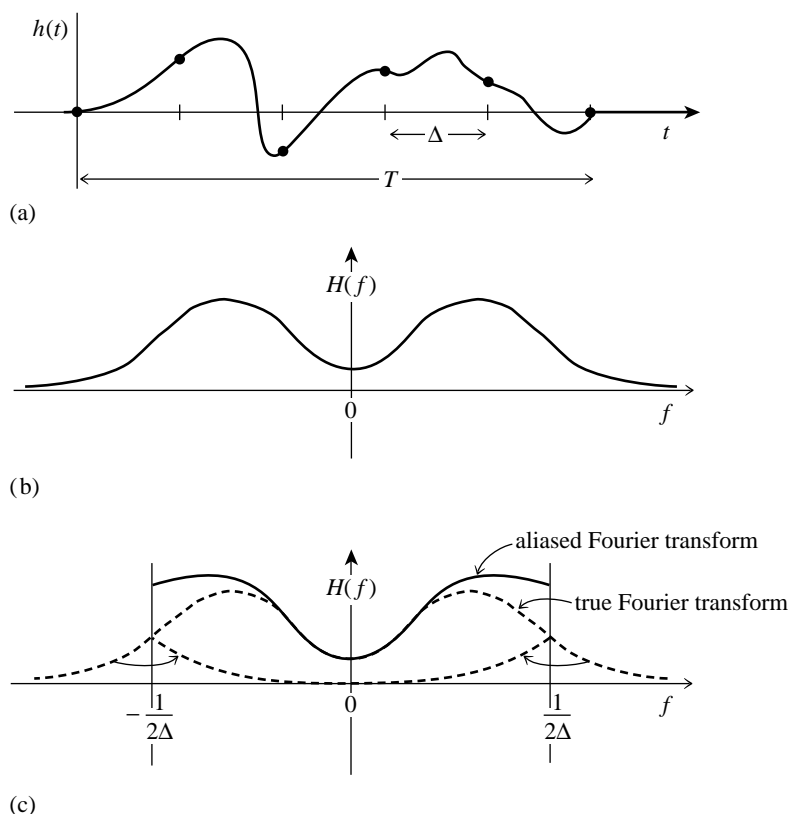 h(t)
Δ
t
T
(a)
H(f)
0
f
(b)
aliased Fourier transform
H(f)
true Fourier transform
0
f
− 1/2Δ
1/2Δ
(c)